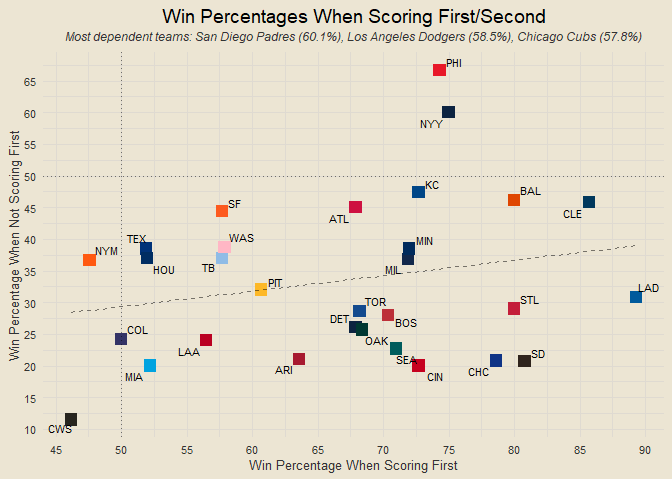 Win Percentages When Scoring First/Second
Most dependent teams: San Diego Padres (60.1%), Los Angeles Dodgers (58.5%), Chicago Cubs (57.8%)
Win Percentage When Not Scoring First
65
60
55
50
45
40
35
30
25
20
15
10
PHI
NYY
KC
BAL
CLE
SF
ATL
TEX
WAS
MIN
NYM
HOU
TB
MIL
PIT
LAD
TOR
STL
DET
BOS
COL
OAK
LAA
SEA
ARI
SD
MIA
CIN
CHC
CWS
45
50
55
60
65
70
75
80
85
90
Win Percentage When Scoring First